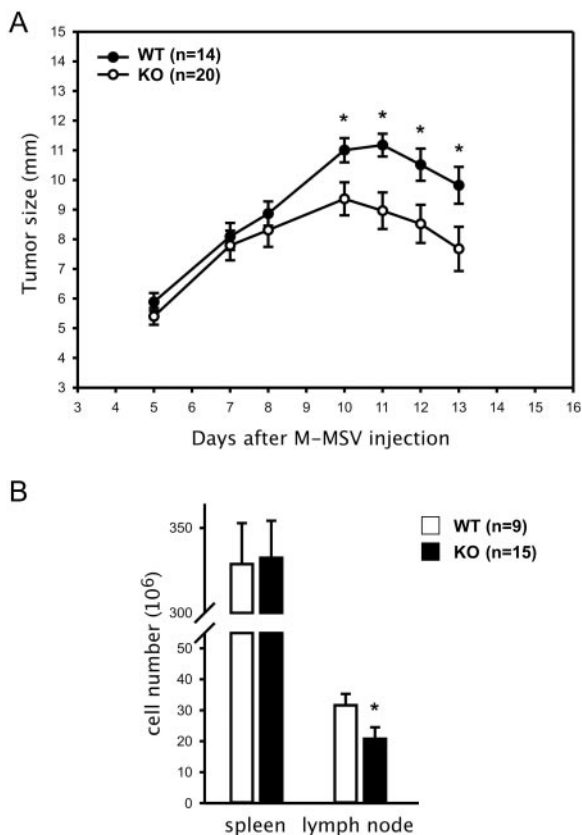 A
15
14
13
12
11
10
9
8
7
6
5
4
3
Tumor size (mm)
WT (n=14)
KO (n=20)
* * * *
3 4 5 6 7 8 9 10 11 12 13 14 15 16
Days after M-MSV injection
B
350
300
50
40
30
20
10
cell number (10⁶)
WT (n=9)
KO (n=15)
*
spleen lymph node